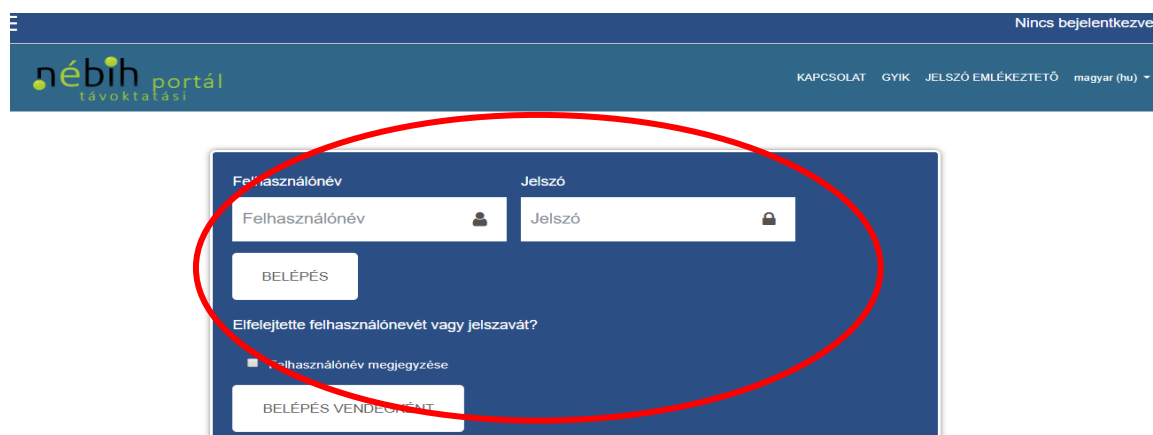 Nincs bejelentkezve
nébih portál
távoktatási
KAPCSOLAT GYIK JELSZÓ EMLÉKEZTETŐ magyar (hu)
Felhasználónév Jelszó
Felhasználónév Jelszó
BELÉPÉS
Elfelejtette felhasználónevét vagy jelszavát?
Felhasználónév megjegyzése
BELÉPÉS VENDÉGKÉNT